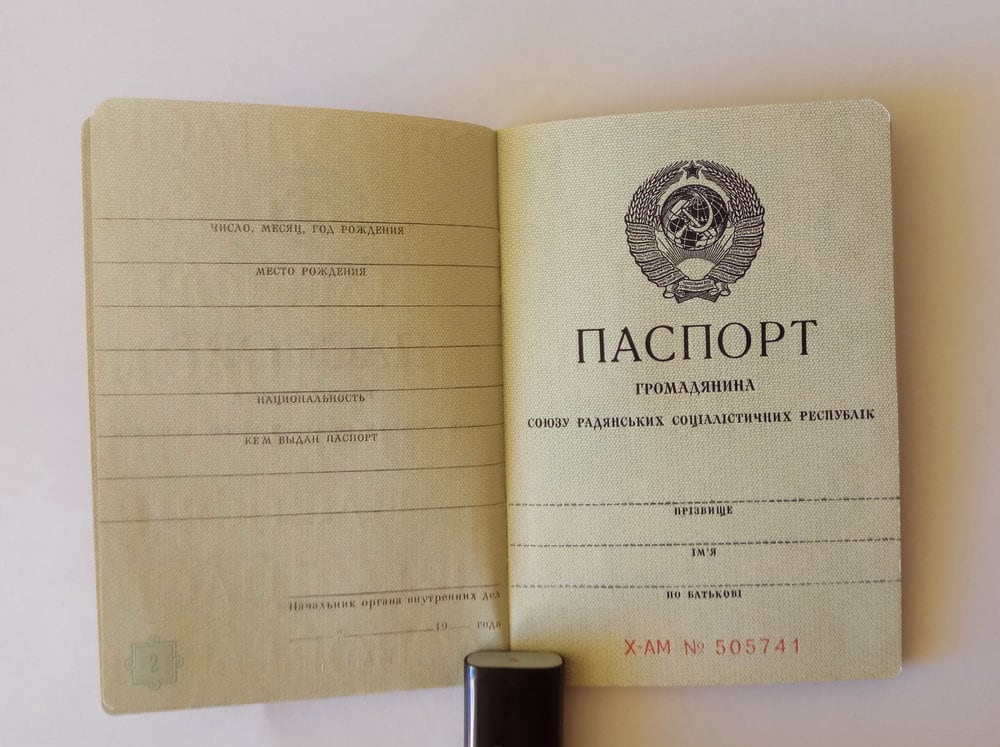 ЧИСЛО, МЕСЯЦ, ГОД РОЖДЕНИЯ
МЕСТО РОЖДЕНИЯ
НАЦИОНАЛЬНОСТЬ
КЕМ ВЫДАН ПАСПОРТ
Начальник органа внутренних дел
„ “ 19 года
2
ПАСПОРТ
ГРОМАДЯНИНА
СОЮЗУ РАДЯНСЬКИХ СОЦІАЛІСТИЧНИХ РЕСПУБЛІК
ПРІЗВИЩЕ
ІМ'Я
ПО БАТЬКОВІ
X-АМ № 505741